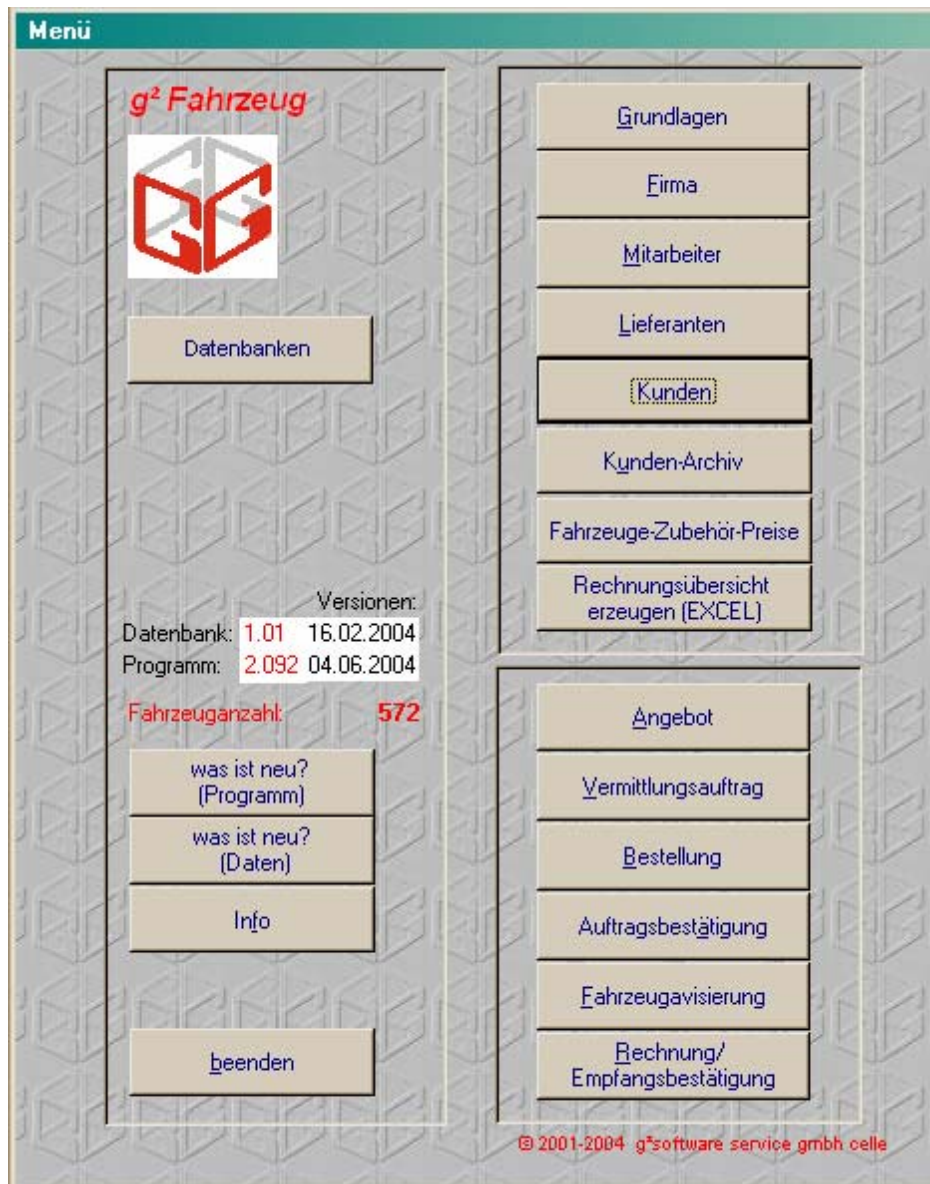 Menü
g² Fahrzeug
Datenbanken
Versionen:
Datenbank: 1.01 16.02.2004
Programm: 2.092 04.06.2004
Fahrzeuganzahl: 572
was ist neu?
(Programm)
was ist neu?
(Daten)
Info
beenden
Grundlagen
Firma
Mitarbeiter
Lieferanten
Kunden
Kunden-Archiv
Fahrzeuge-Zubehör-Preise
Rechnungsübersicht
erzeugen (EXCEL)
Angebot
Vermittlungsauftrag
Bestellung
Auftragsbestätigung
Fahrzeugavisierung
Rechnung/
Empfangsbestätigung
© 2001-2004 g²software service gmbh celle